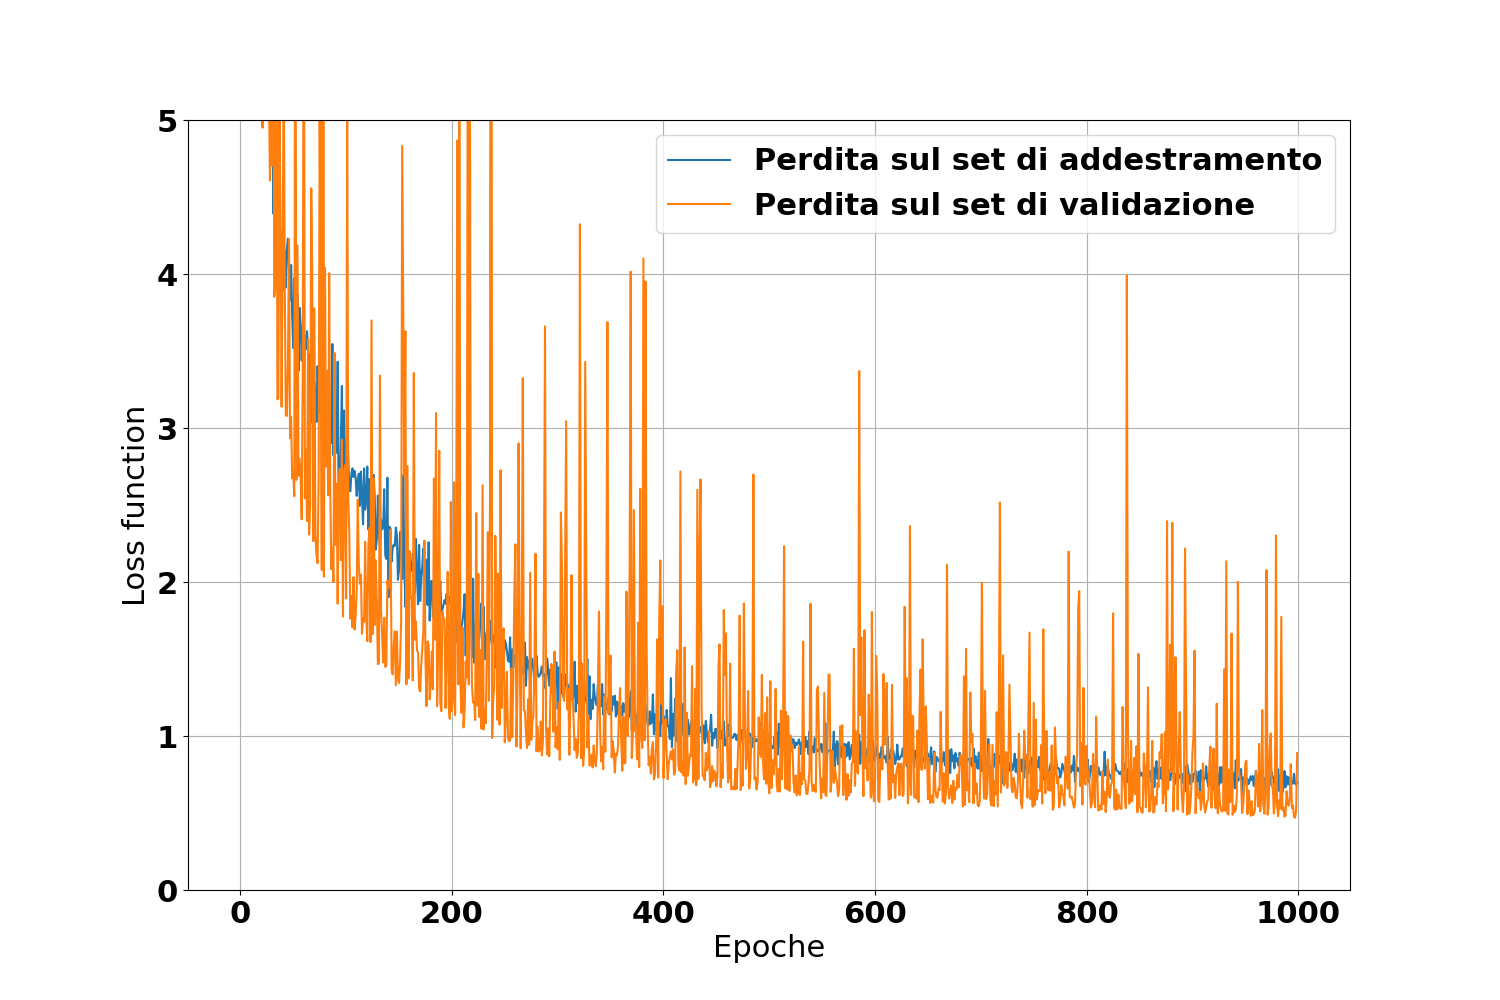 5
4
3
2
1
0
Loss function
Perdita sul set di addestramento
Perdita sul set di validazione
0 200 400 600 800 1000
Epoche